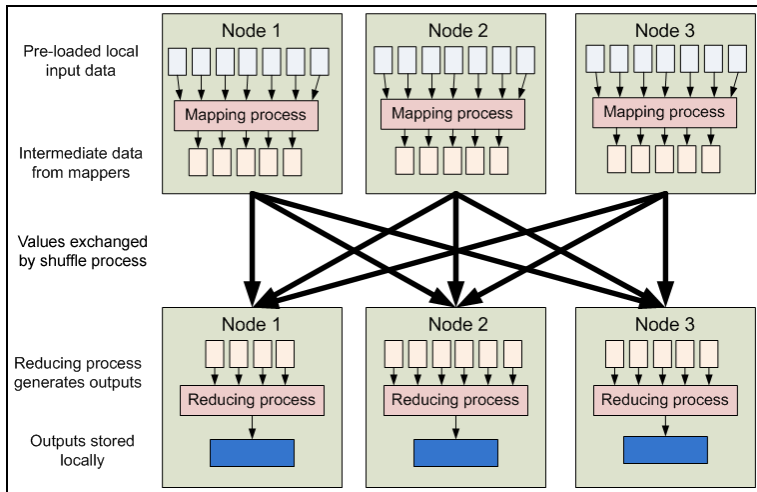 Node 1
Node 2
Node 3
Pre-loaded local
input data
Mapping process
Mapping process
Mapping process
Intermediate data
from mappers
Values exchanged
by shuffle process
Node 1
Node 2
Node 3
Reducing process
generates outputs
Reducing process
Reducing process
Reducing process
Outputs stored
locally